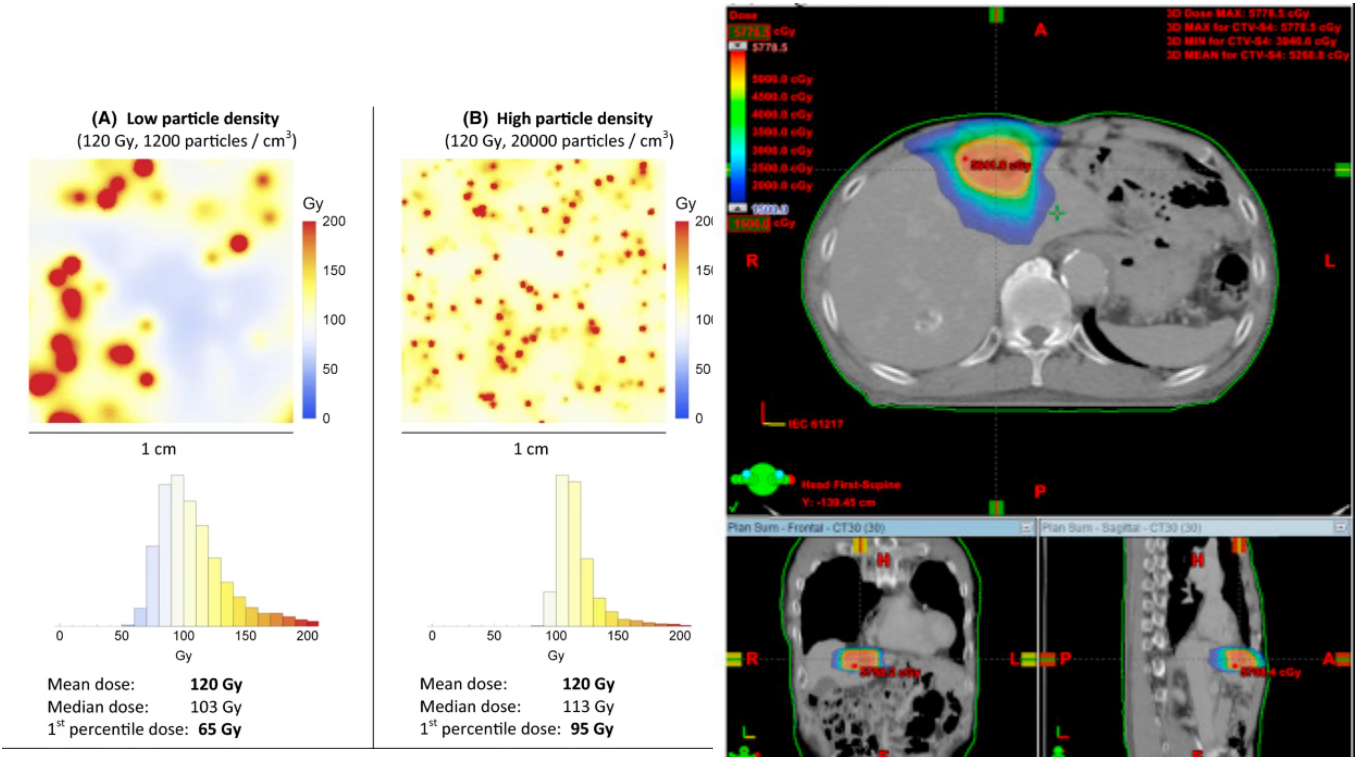 (A) Low particle density
(120 Gy, 1200 particles / cm³)
Gy
200
150
100
50
0
1 cm
0 50 100 150 200
Gy
Mean dose: 120 Gy
Median dose: 103 Gy
1st percentile dose: 65 Gy
(B) High particle density
(120 Gy, 20000 particles / cm³)
Gy
20
15
10
50
0
1 cm
0 50 100 150 200
Gy
Mean dose: 120 Gy
Median dose: 113 Gy
1st percentile dose: 95 Gy
Dose
5778.5 cGy
5778.5
5000.0 cGy
4500.0 cGy
4000.0 cGy
3500.0 cGy
3000.0 cGy
2500.0 cGy
2000.0 cGy
1500.0 cGy
3D Dose MAX: 5778.5 cGy
3D MAX for CTV-S4: 5778.5 cGy
3D MIN for CTV-S4: cGy
3D MEAN for CTV-S4: cGy
A
cGy
R
L
IEC 61217
Head First-Supine
Y: -139.45 cm
P
Plan Sum - Frontal - CT30 (30)
H
R
L
cGy
L
Plan Sum - Sagittal - CT30 (30)
H
P
A
cGy
L